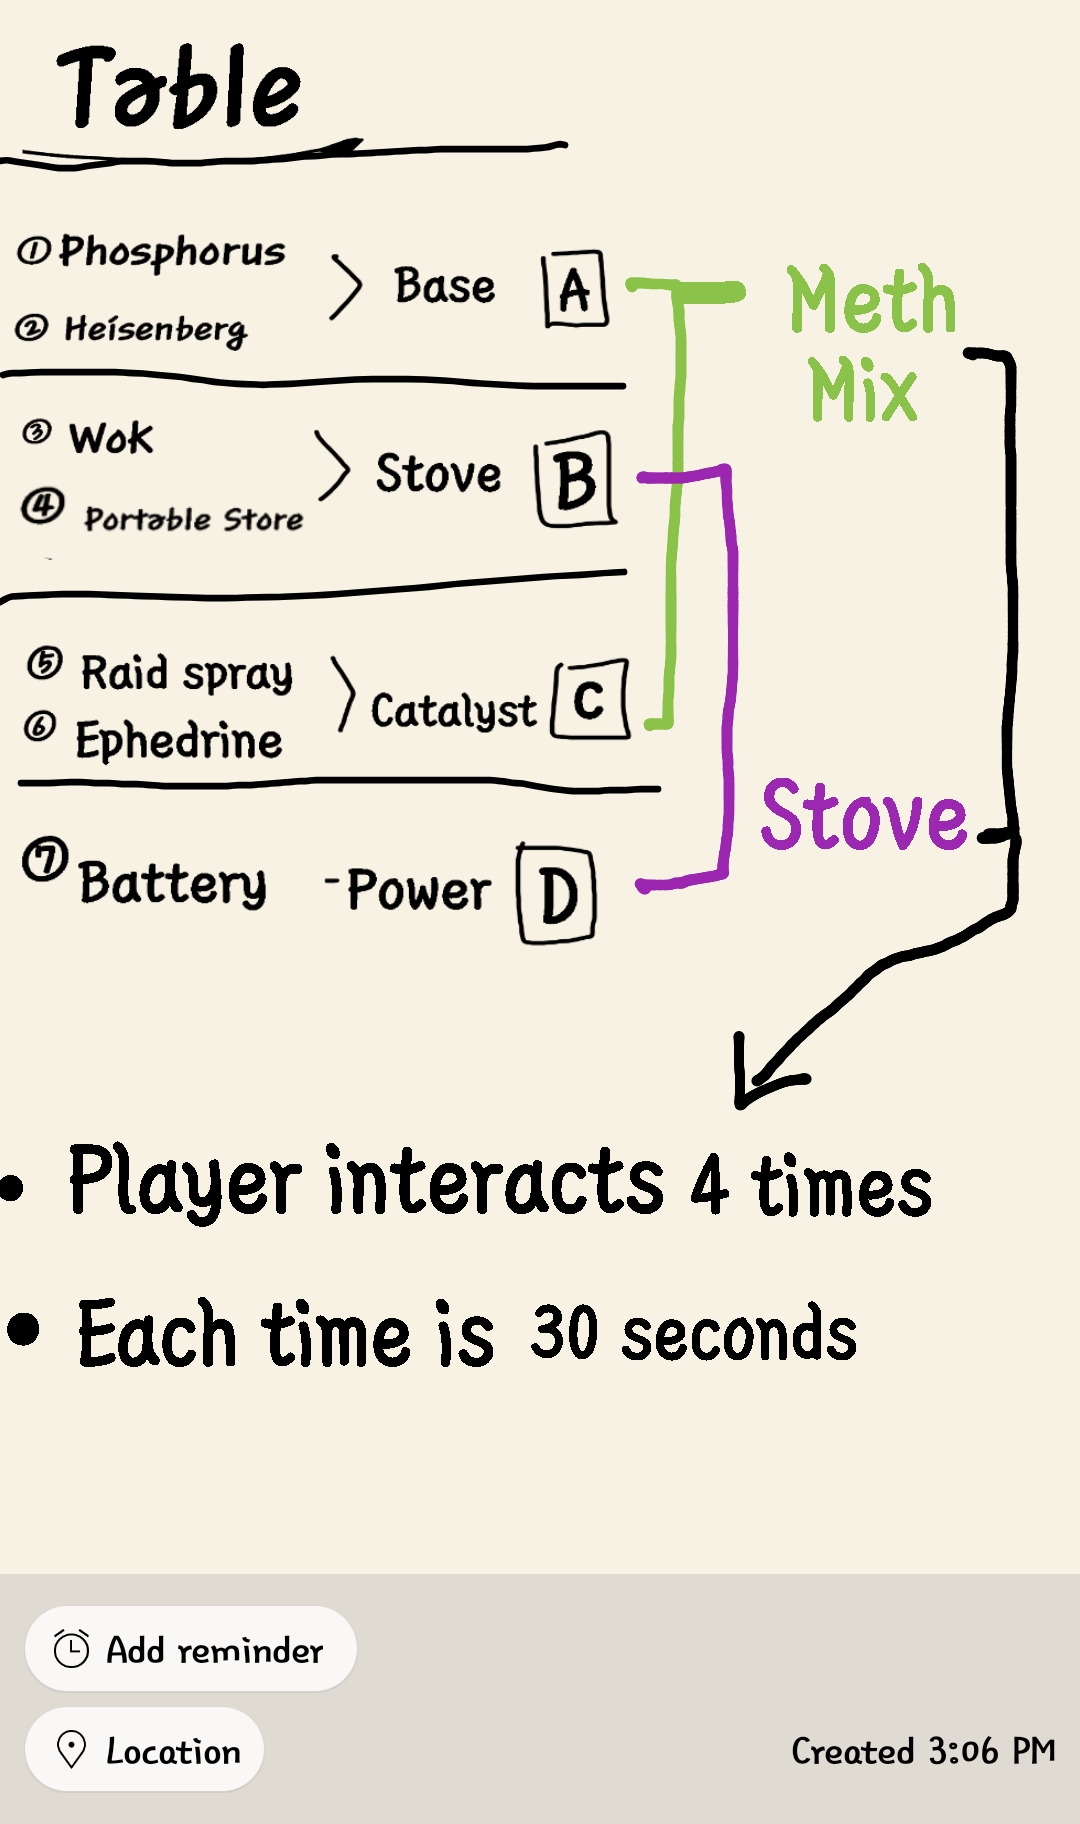 Table
① Phosphorus
② Heisenberg
> Base A
Meth
Mix
③ Wok
④ Portable Store
> Stove B
⑤ Raid spray
⑥ Ephedrine
> Catalyst C
Stove
⑦ Battery - Power D
• Player interacts 4 times
• Each time is 30 seconds
Add reminder
Location
Created 3:06 PM